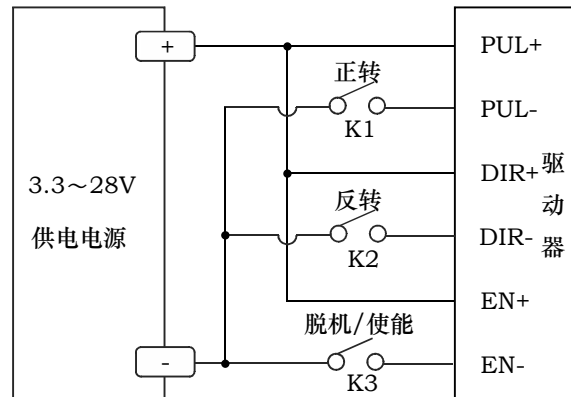 +
PUL+
正转
K1
PUL-
3.3～28V
供电电源
DIR+
驱动器
反转
K2
DIR-
EN+
脱机/使能
-
K3
EN-